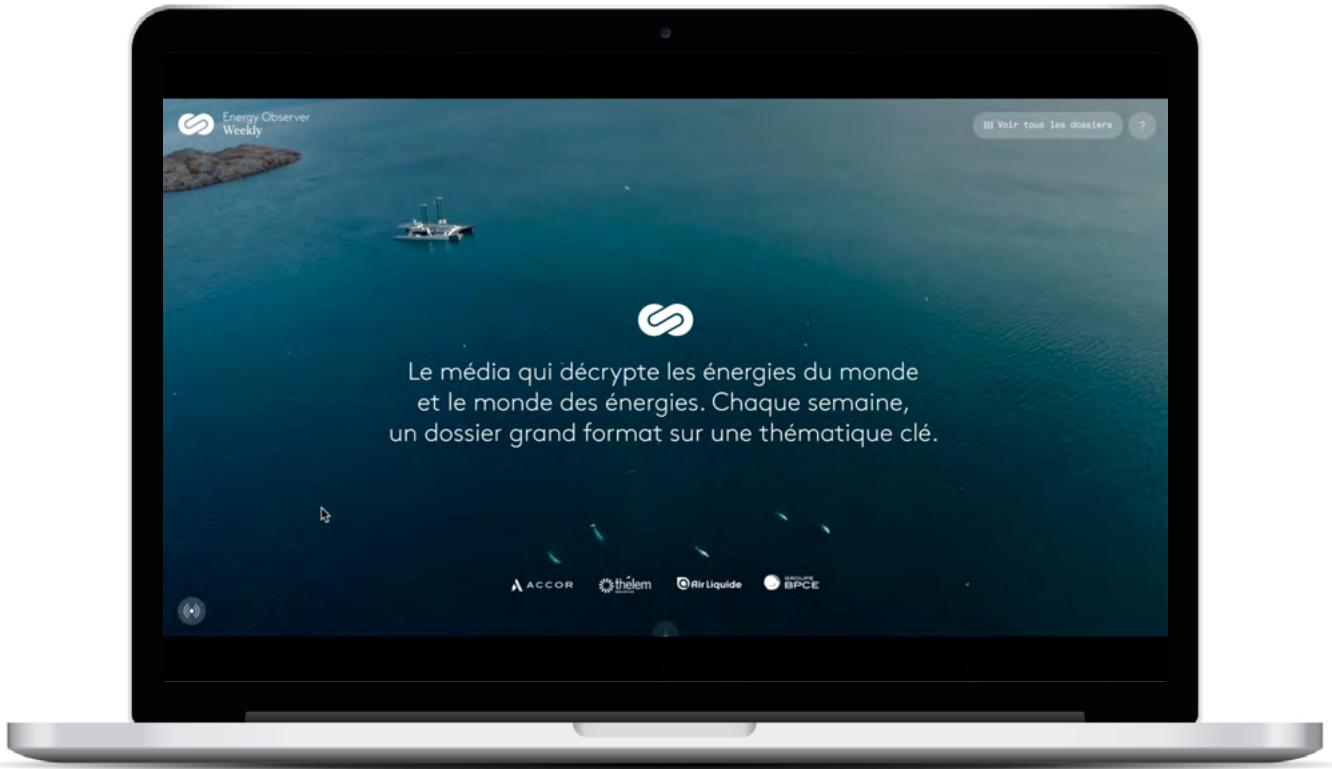 Energy Observer
Weekly
Voir tous les dossiers
?
Le média qui décrypte les énergies du monde
et le monde des énergies. Chaque semaine,
un dossier grand format sur une thématique clé.
ACCOR
thélem
Air Liquide
GROUPE
BPCE